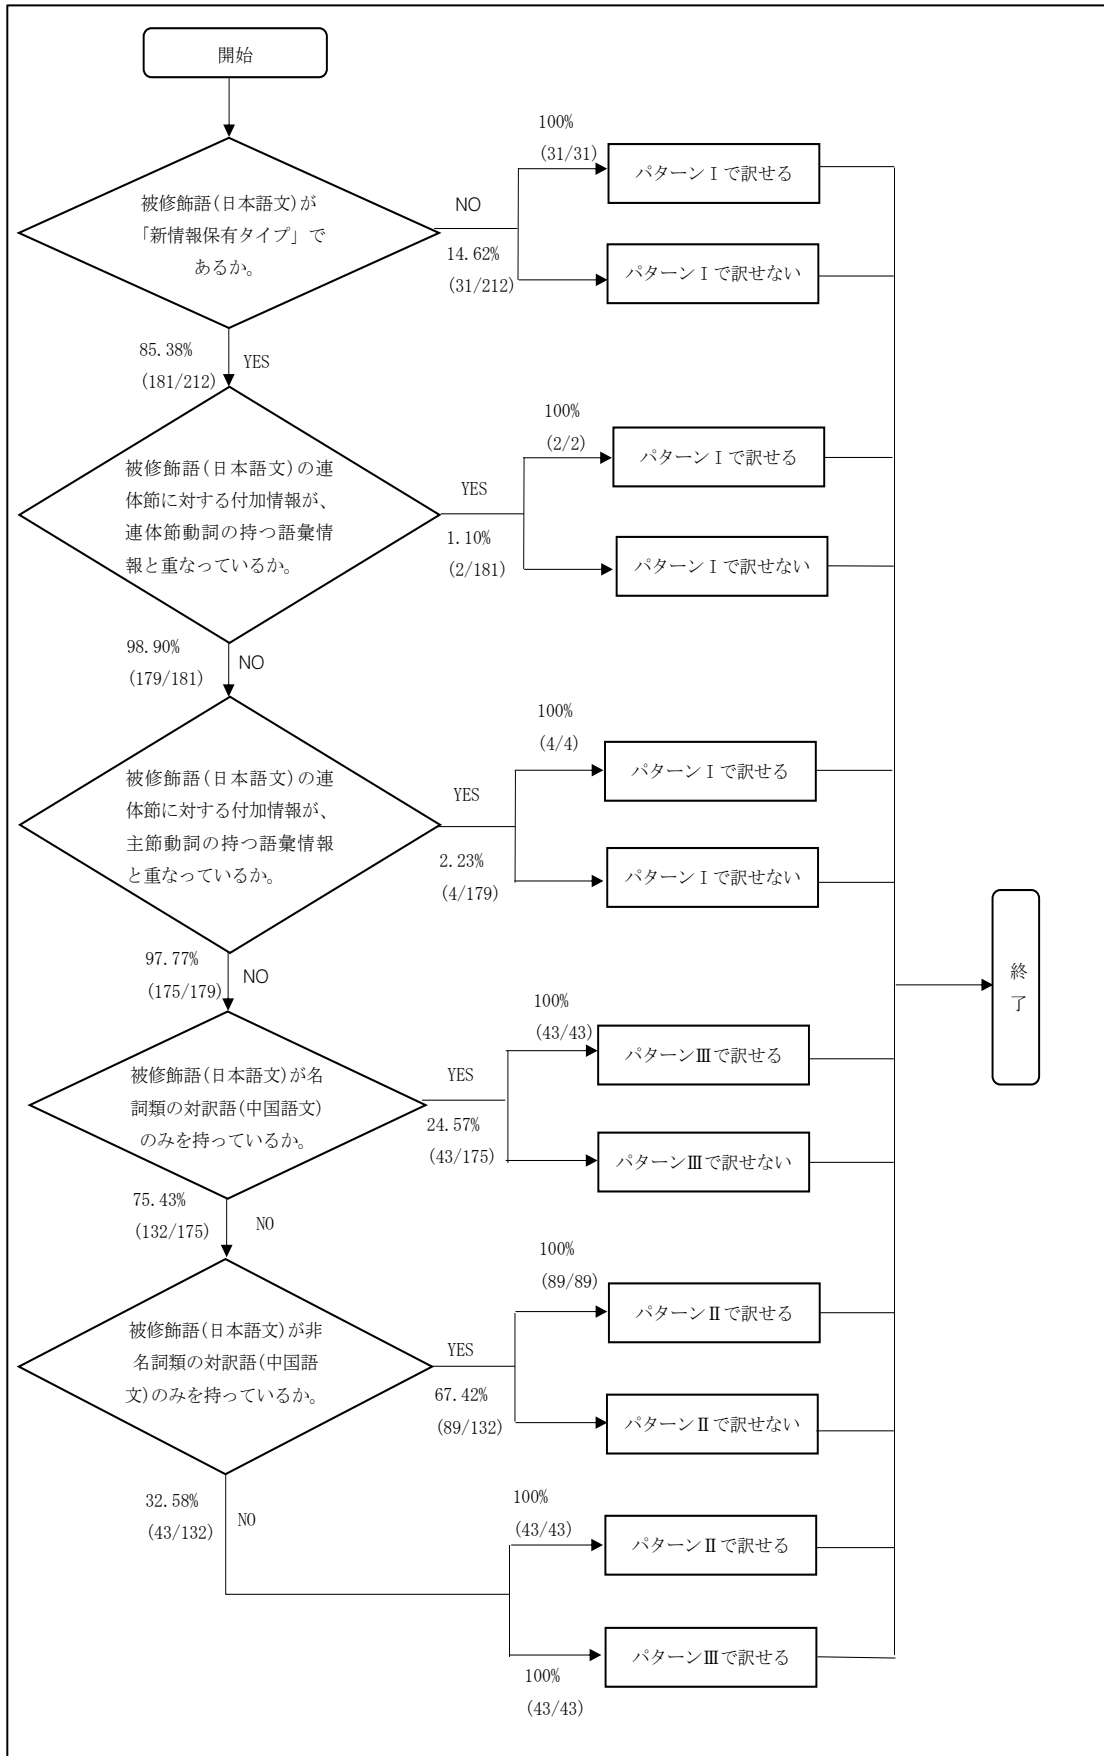 開始
100%
(31/31)
パターンⅠで訳せる
被修飾語(日本語文)が
「新情報保有タイプ」で
あるか。
NO
14.62%
(31/212)
パターンⅠで訳せない
85.38%
(181/212)
YES
100%
(2/2)
パターンⅠで訳せる
被修飾語(日本語文)の連
体節に対する付加情報が、
連体節動詞の持つ語彙情
報と重なっているか。
YES
1.10%
(2/181)
パターンⅠで訳せない
98.90%
(179/181)
NO
100%
(4/4)
パターンⅠで訳せる
被修飾語(日本語文)の連
体節に対する付加情報が、
主節動詞の持つ語彙情報
と重なっているか。
YES
2.23%
(4/179)
パターンⅠで訳せない
97.77%
(175/179)
NO
終
了
100%
(43/43)
パターンⅢで訳せる
被修飾語(日本語文)が名
詞類の対訳語(中国語文)
のみを持っているか。
YES
24.57%
(43/175)
パターンⅢで訳せない
75.43%
(132/175)
NO
100%
(89/89)
パターンⅡで訳せる
被修飾語(日本語文)が非
名詞類の対訳語(中国語
文)のみを持っているか。
YES
67.42%
(89/132)
パターンⅡで訳せない
32.58%
(43/132)
NO
100%
(43/43)
パターンⅡで訳せる
パターンⅢで訳せる
100%
(43/43)